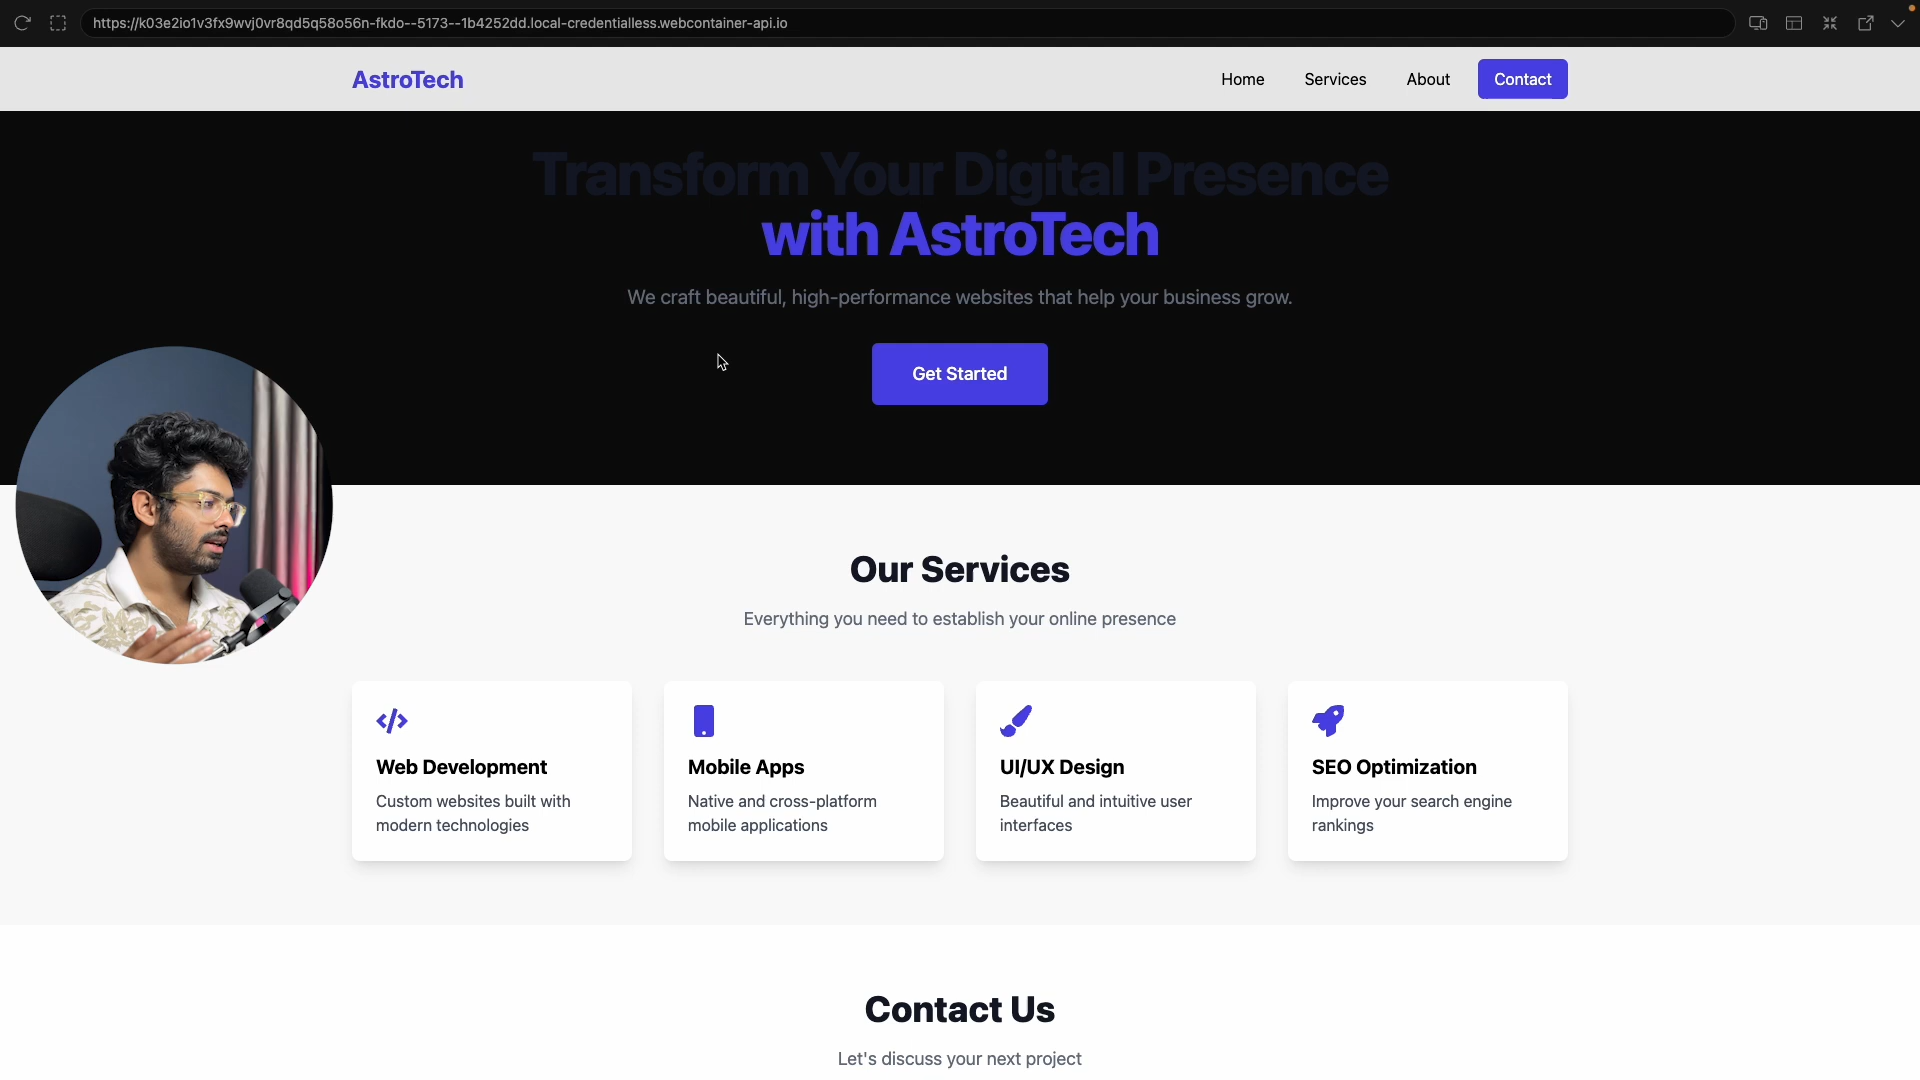 https://k03e2io1v3fx9wvj0vr8qd5q58o56n-fkdo--5173--1b4252dd.local-credentialless.webcontainer-api.io
AstroTech
Home Services About Contact
Transform Your Digital Presence
with AstroTech
We craft beautiful, high-performance websites that help your business grow.
Get Started
Our Services
Everything you need to establish your online presence
Web Development
Custom websites built with
modern technologies
Mobile Apps
Native and cross-platform
mobile applications
UI/UX Design
Beautiful and intuitive user
interfaces
SEO Optimization
Improve your search engine
rankings
Contact Us
Let's discuss your next project